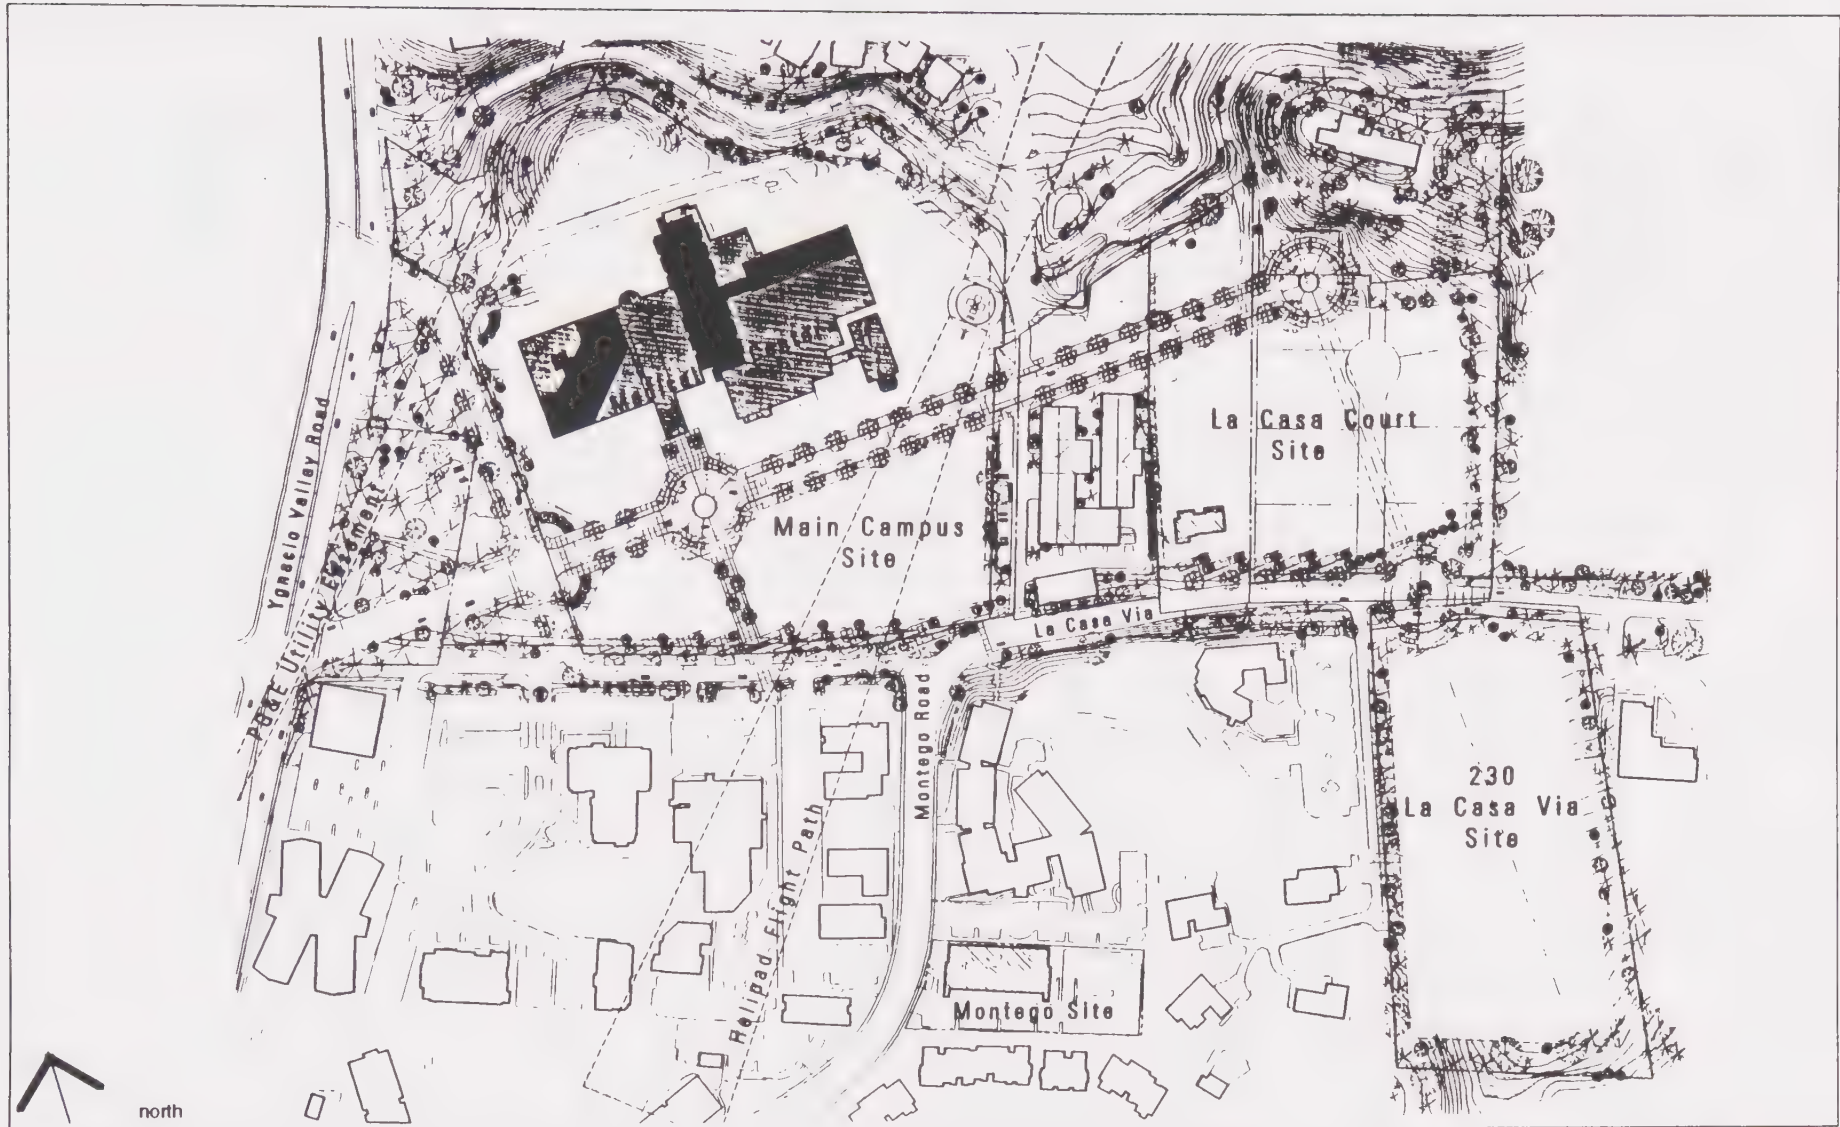 Ygnacio Valley Road
PG&E Utility Easement
Main Campus
Site
La Casa Court
Site
La Casa Via
Montego Road
230
La Casa Via
Site
Helipad Flight Path
Montego Site
north